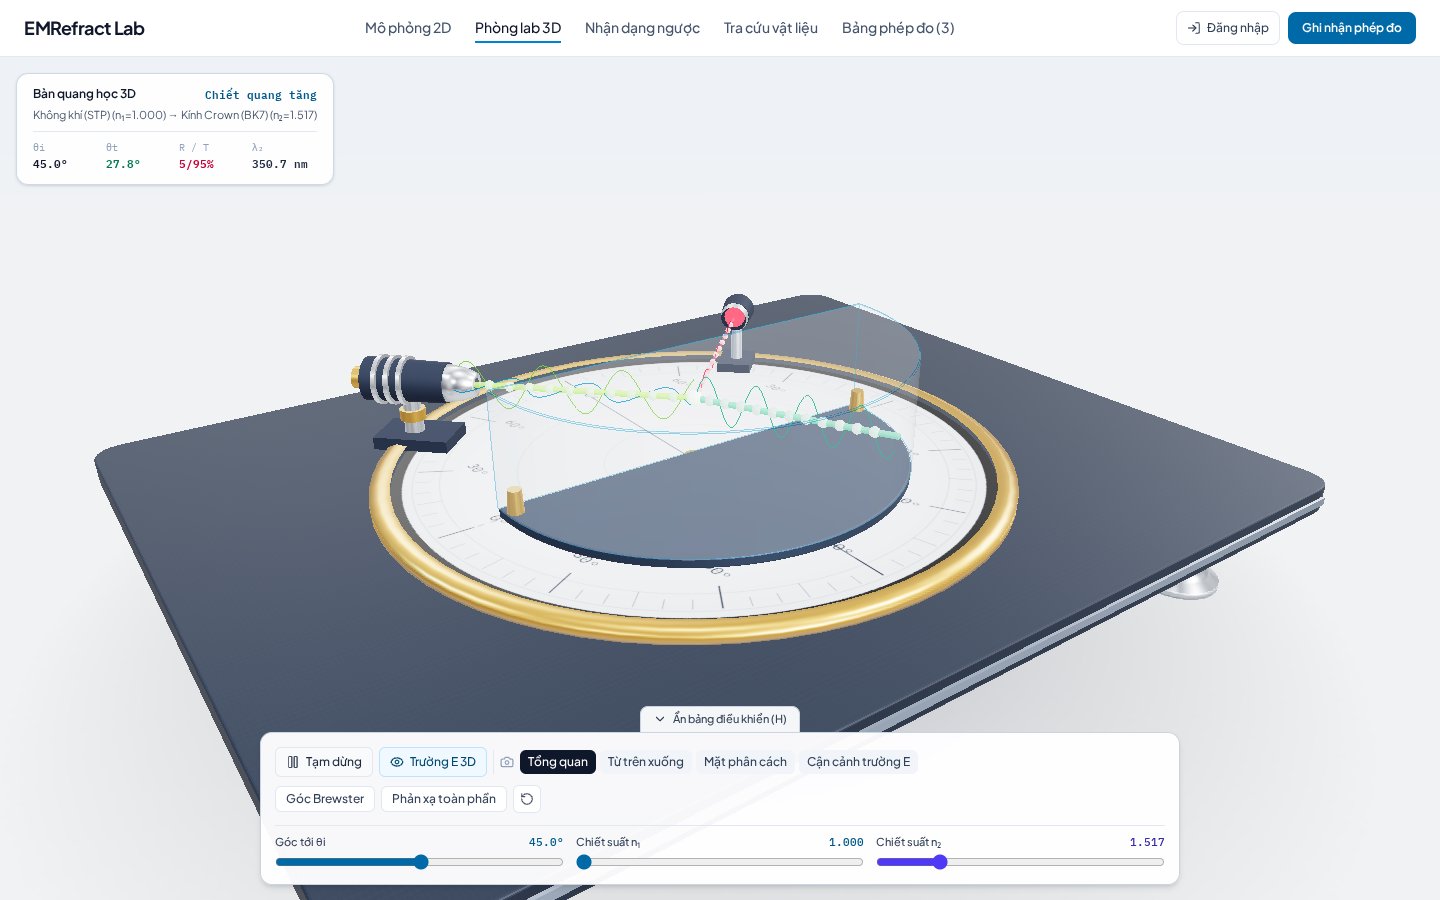 EMRefract Lab
Mô phỏng 2D
Phòng lab 3D
Nhận dạng ngược
Tra cứu vật liệu
Bảng phép đo (3)
Đăng nhập
Ghi nhận phép đo
Bàn quang học 3D
Chiết quang tăng
Không khí (STP) (n₁=1.000) → Kính Crown (BK7) (n₂=1.517)
θi θt R / T λ₂
45.0° 27.8° 5/95% 350.7 nm
30°
Ẩn bảng điều khiển (H)
Tạm dừng
Trường E 3D
Tổng quan
Từ trên xuống
Mặt phân cách
Cận cảnh trường E
Góc Brewster
Phản xạ toàn phần
Góc tới θi 45.0°
Chiết suất n₁ 1.000
Chiết suất n₂ 1.517